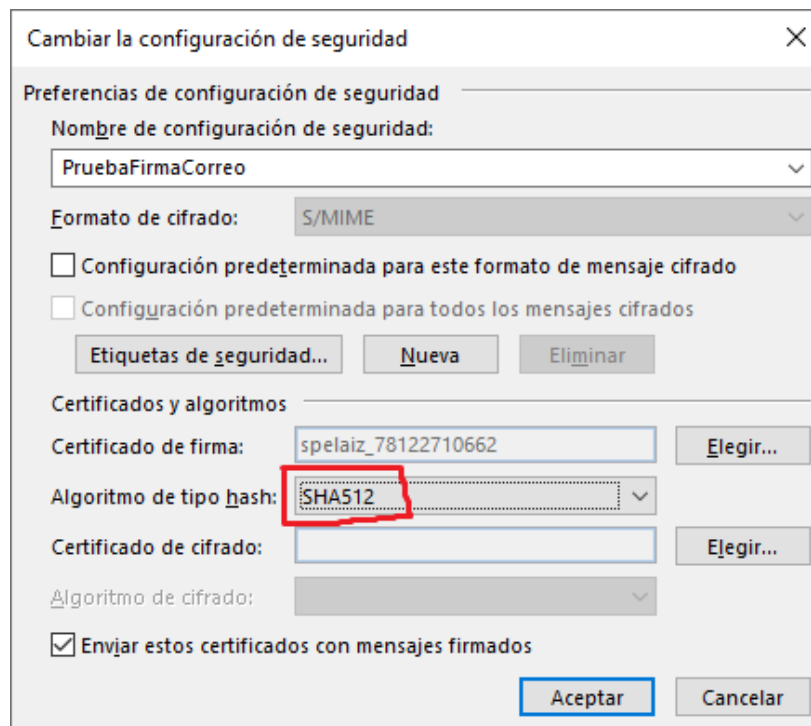 Cambiar la configuración de seguridad
Preferencias de configuración de seguridad
Nombre de configuración de seguridad:
PruebaFirmaCorreo
Formato de cifrado: S/MIME
Configuración predeterminada para este formato de mensaje cifrado
Configuración predeterminada para todos los mensajes cifrados
Etiquetas de seguridad... Nueva Eliminar
Certificados y algoritmos
Certificado de firma: spelaiz_78122710662 Elegir...
Algoritmo de tipo hash: SHA512
Certificado de cifrado: Elegir...
Algoritmo de cifrado:
Enviar estos certificados con mensajes firmados
Aceptar Cancelar